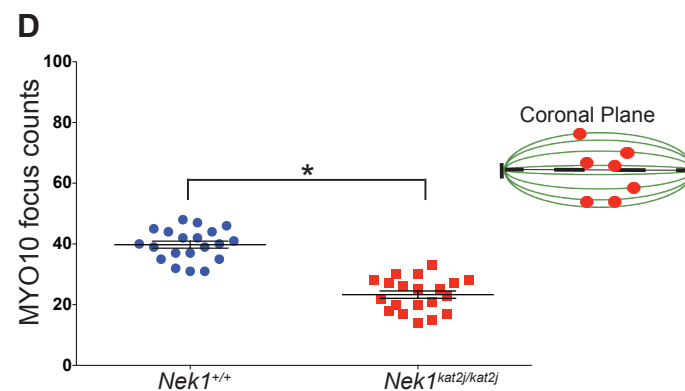 D
MYO10 focus counts
100
80
60
40
20
0
*
Coronal Plane
Nek1+/+
Nek1kat2j/kat2j